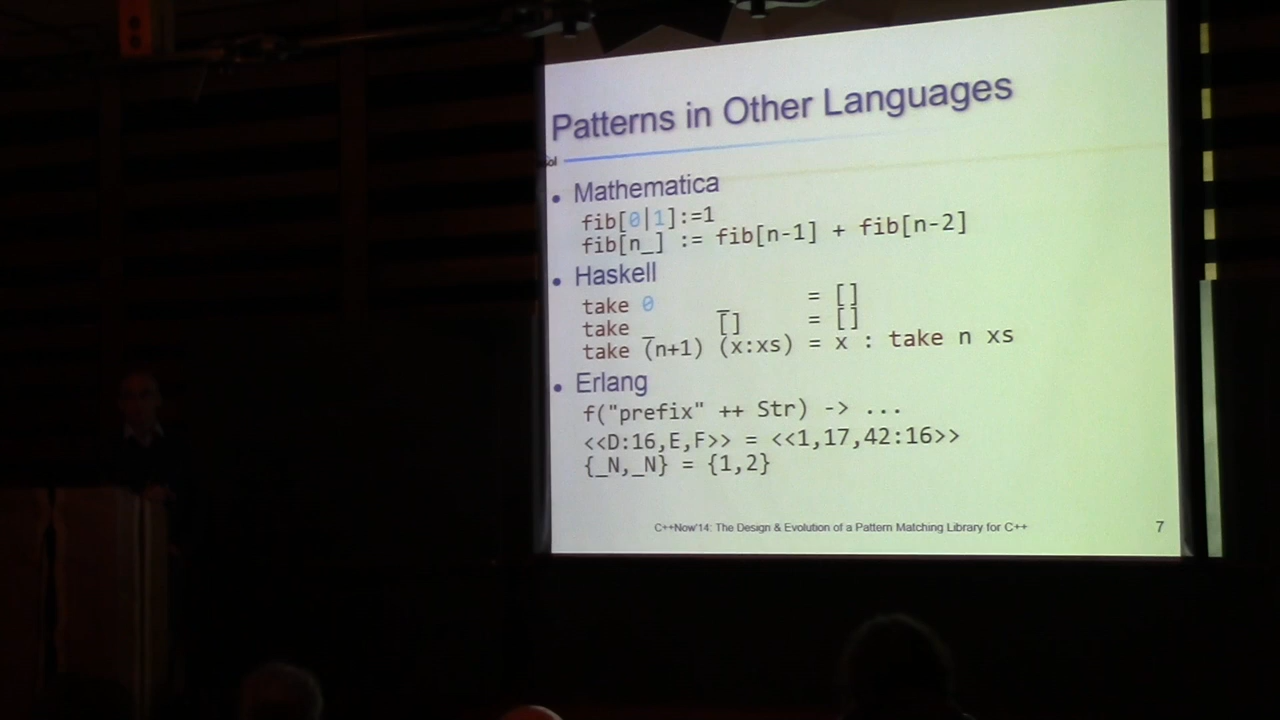 Patterns in Other Languages
• Mathematica
fib[0|1]:=1
fib[n_] := fib[n-1] + fib[n-2]
• Haskell
take 0 _ = []
take _ [] = []
take (n+1) (x:xs) = x : take n xs
• Erlang
f("prefix" ++ Str) -> ...
<<D:16,E,F>> = <<1,17,42:16>>
{_N,_N} = {1,2}
C++Now'14: The Design & Evolution of a Pattern Matching Library for C++ 7